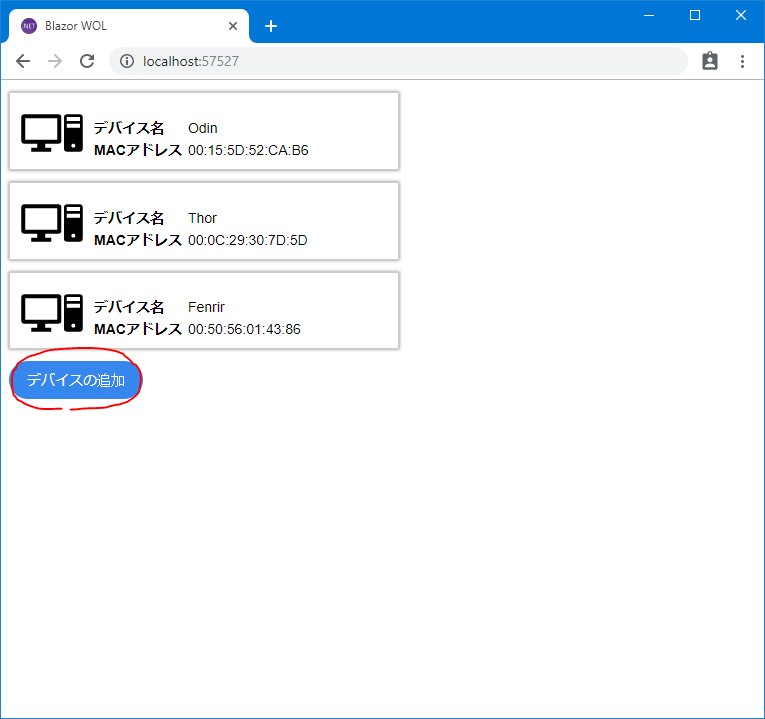 NET Blazor WOL
localhost:57527
デバイス名 Odin
MACアドレス 00:15:5D:52:CA:B6
デバイス名 Thor
MACアドレス 00:0C:29:30:7D:5D
デバイス名 Fenrir
MACアドレス 00:50:56:01:43:86
デバイスの追加